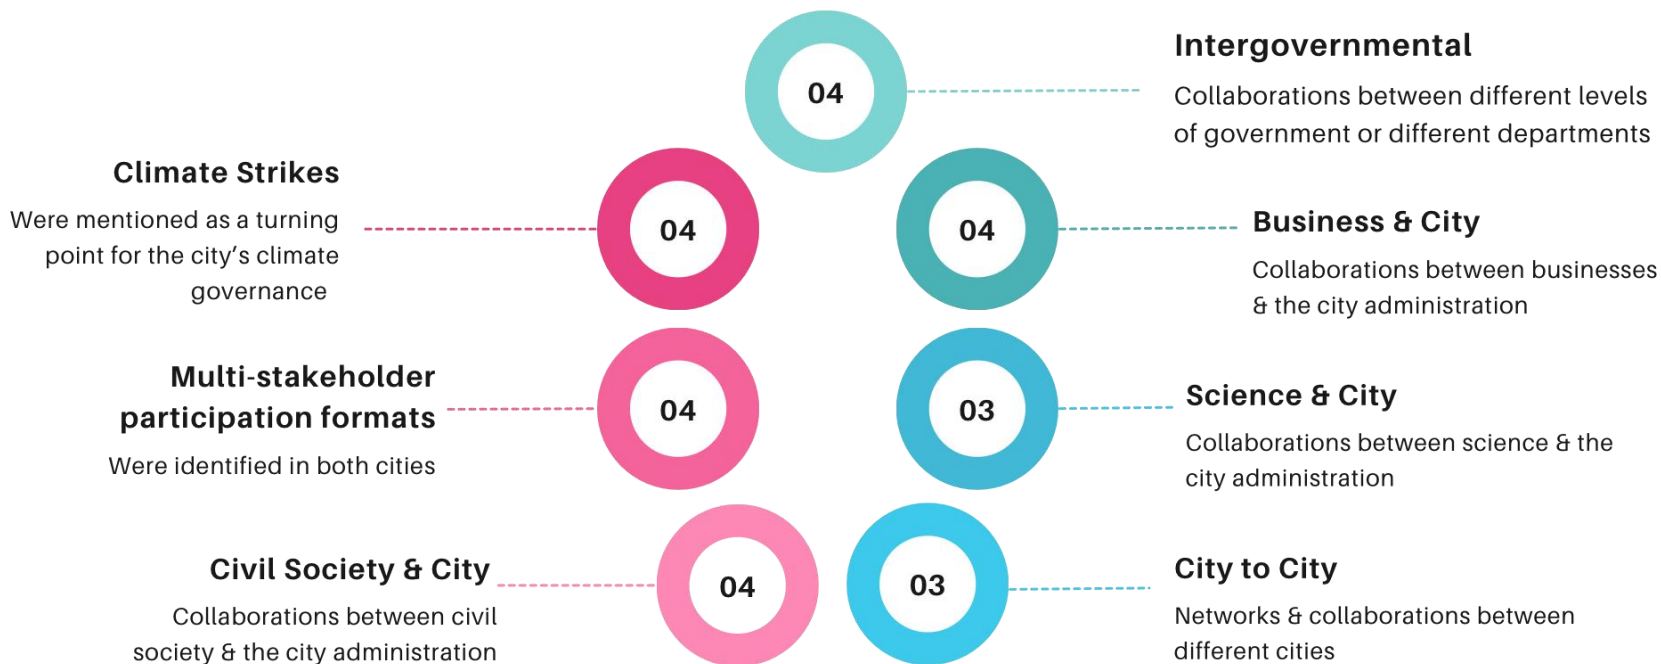 04
Intergovernmental
Collaborations between different levels
of government or different departments
Climate Strikes
Were mentioned as a turning
point for the city's climate
governance
04
04
Business & City
Collaborations between businesses
& the city administration
Multi-stakeholder
participation formats
Were identified in both cities
04
03
Science & City
Collaborations between science & the
city administration
Civil Society & City
Collaborations between civil
society & the city administration
04
03
City to City
Networks & collaborations between
different cities